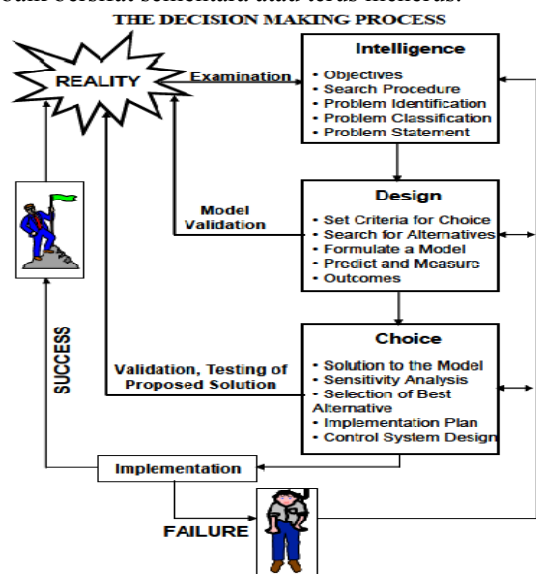 THE DECISION MAKING PROCESS
REALITY
Examination
Intelligence
• Objectives
• Search Procedure
• Problem Identification
• Problem Classification
• Problem Statement
Model
Validation
Design
• Set Criteria for Choice
• Search for Alternatives
• Formulate a Model
• Predict and Measure
• Outcomes
Validation, Testing of
Proposed Solution
Choice
• Solution to the Model
• Sensitivity Analysis
• Selection of Best
Alternative
• Implementation Plan
• Control System Design
SUCCESS
Implementation
FAILURE